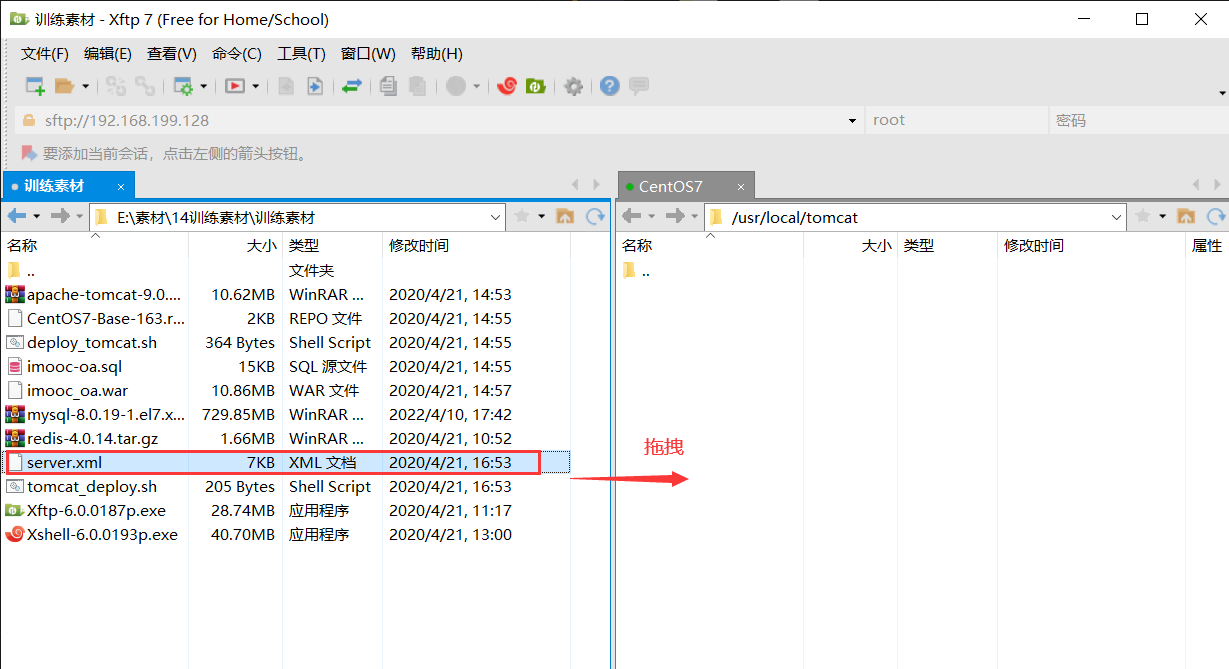 训练素材 - Xftp 7 (Free for Home/School)
文件(F) 编辑(E) 查看(V) 命令(C) 工具(T) 窗口(W) 帮助(H)
sftp://192.168.199.128 root 密码
要添加当前会话，点击左侧的箭头按钮。
训练素材 × CentOS7 ×
E:\素材\14训练素材\训练素材 /usr/local/tomcat
名称 大小 类型 修改时间 名称 大小 类型 修改时间 属性
.. 文件夹 ..
apache-tomcat-9.0.... 10.62MB WinRAR ... 2020/4/21, 14:53
CentOS7-Base-163.r... 2KB REPO 文件 2020/4/21, 14:55
deploy_tomcat.sh 364 Bytes Shell Script 2020/4/21, 14:55
imooc-oa.sql 15KB SQL 源文件 2020/4/21, 14:55
imooc_oa.war 10.86MB WAR 文件 2020/4/21, 14:57
mysql-8.0.19-1.el7.x... 729.85MB WinRAR ... 2022/4/10, 17:42
redis-4.0.14.tar.gz 1.66MB WinRAR ... 2020/4/21, 10:52
拖拽
server.xml 7KB XML 文档 2020/4/21, 16:53
tomcat_deploy.sh 205 Bytes Shell Script 2020/4/21, 16:53
Xftp-6.0.0187p.exe 28.74MB 应用程序 2020/4/21, 11:17
Xshell-6.0.0193p.exe 40.70MB 应用程序 2020/4/21, 13:00